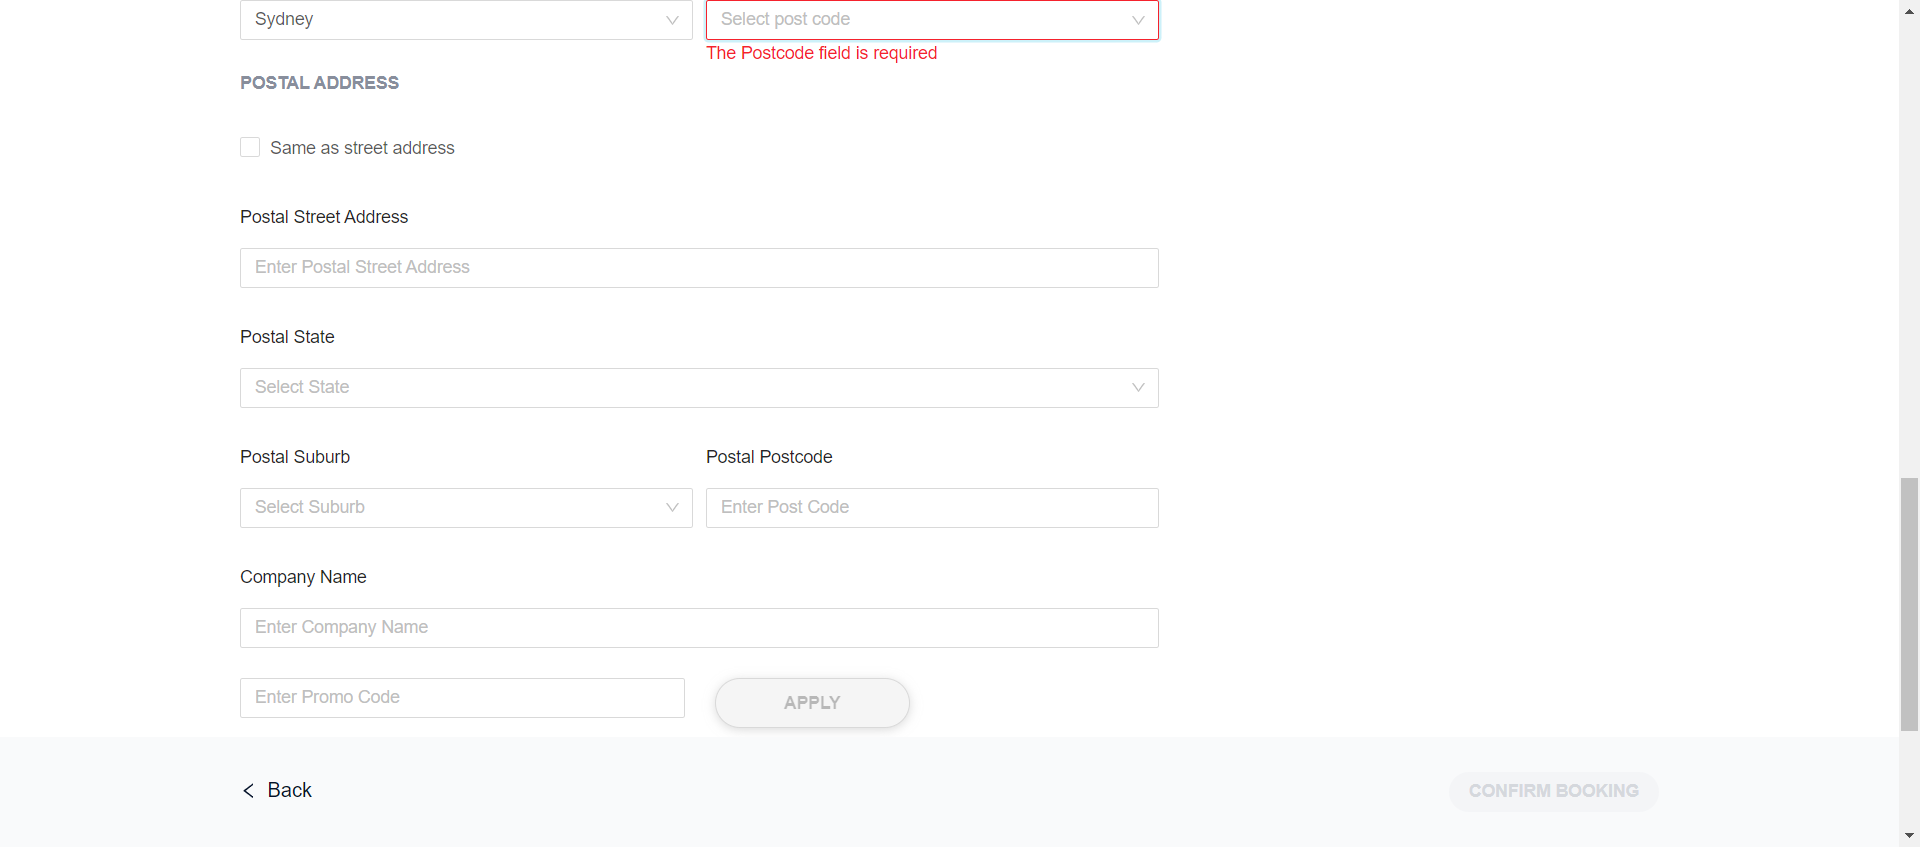 Sydney
Select post code
The Postcode field is required
POSTAL ADDRESS
Same as street address
Postal Street Address
Enter Postal Street Address
Postal State
Select State
Postal Suburb
Postal Postcode
Select Suburb
Enter Post Code
Company Name
Enter Company Name
Enter Promo Code
APPLY
Back
CONFIRM BOOKING